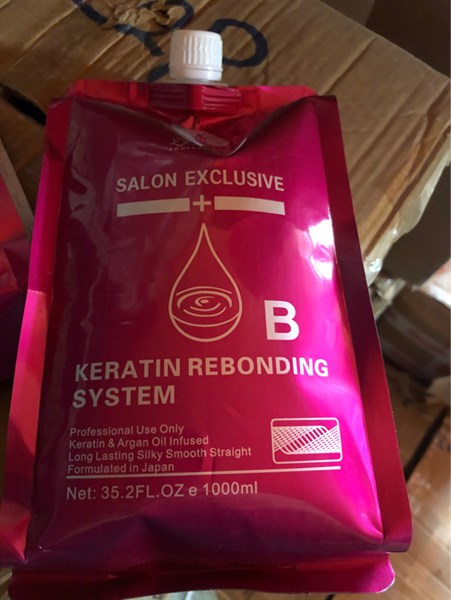 SALON EXCLUSIVE
B
KERATIN REBONDING
SYSTEM
Professional Use Only
Keratin & Argan Oil Infused
Long Lasting Silky Smooth Straight
Formulated in Japan
Net: 35.2FL.OZ e 1000ml